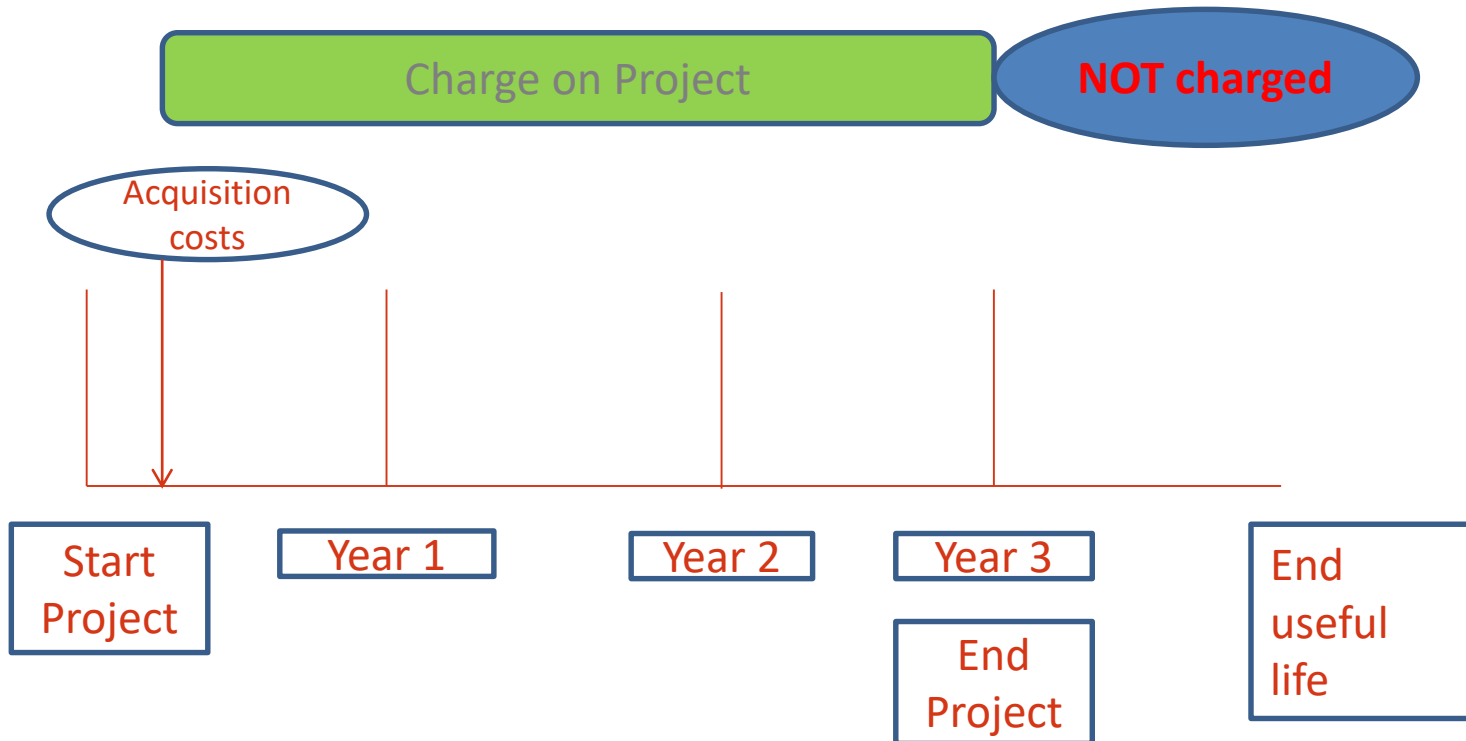 Charge on Project
NOT charged
Acquisition
costs
Start
Project
Year 1
Year 2
Year 3
End
Project
End
useful
life